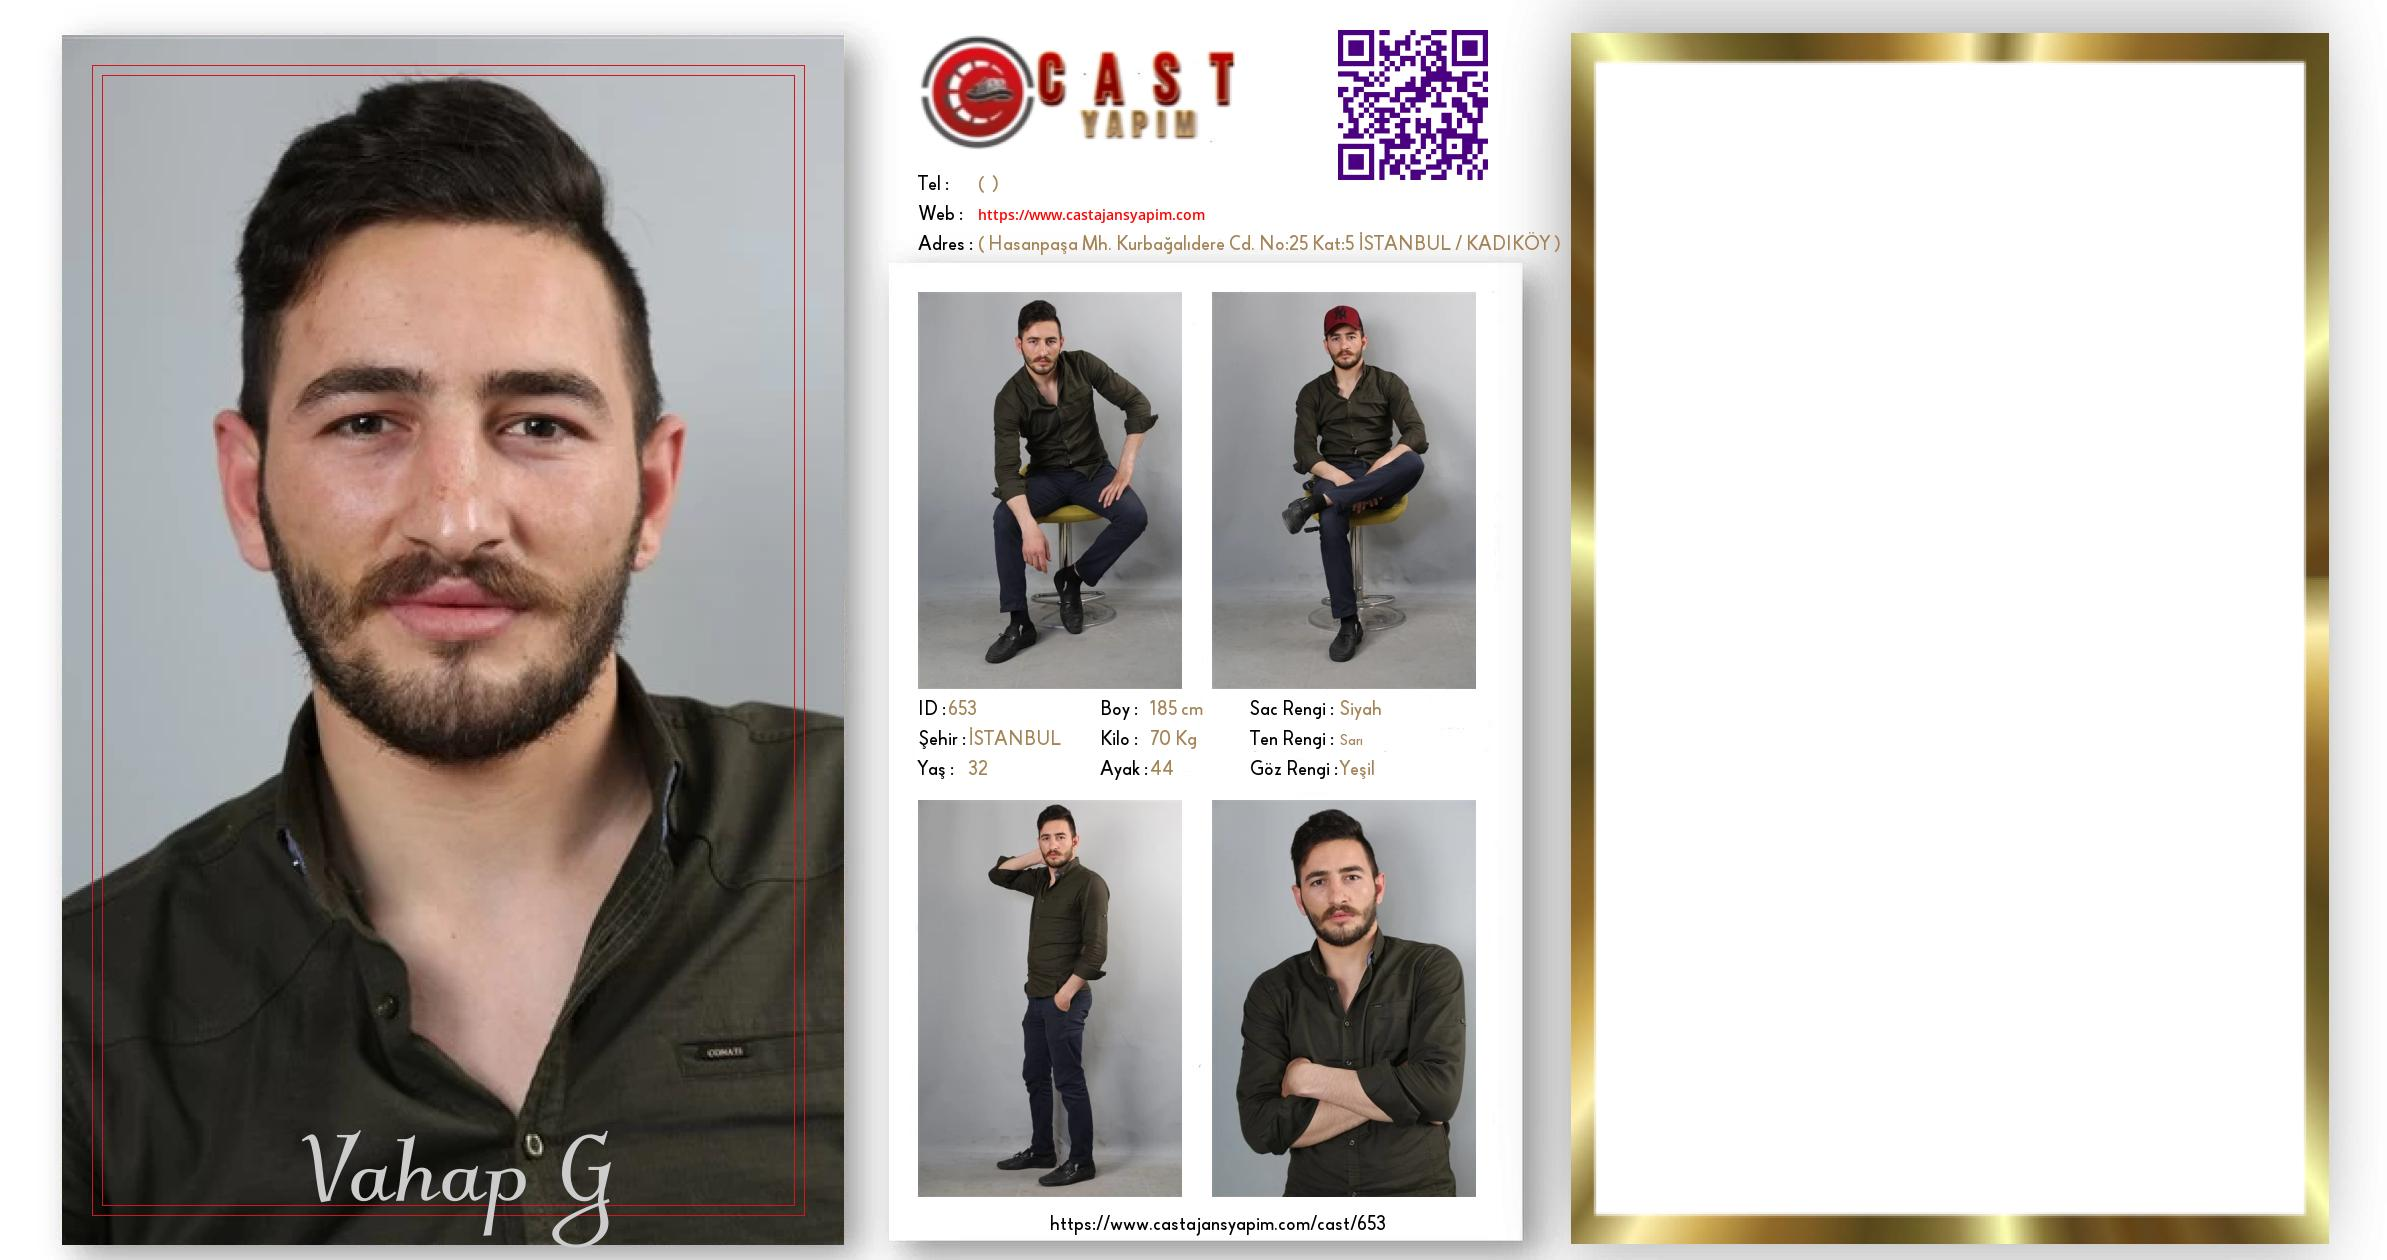 Vahap G
CAST
YAPIM
Tel : ( )
Web : https://www.castajansyapim.com
Adres : ( Hasanpaşa Mh. Kurbağalıdere Cd. No:25 Kat:5 İSTANBUL / KADIKÖY )
ID : 653 Boy : 185 cm Sac Rengi : Siyah
Şehir : İSTANBUL Kilo : 70 Kg Ten Rengi : Sarı
Yaş : 32 Ayak : 44 Göz Rengi : Yeşil
https://www.castajansyapim.com/cast/653